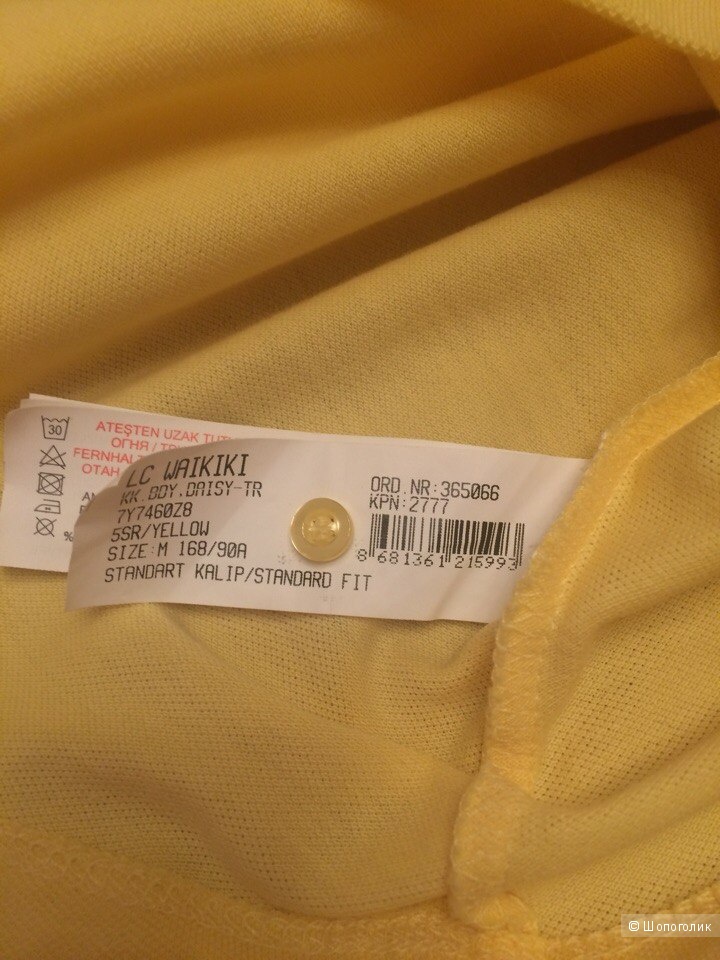 30
ATEŞTEN UZAK TUT
ОГНЯ /
FERNHAL
ОТАН
%
LC WAIKIKI
KK.BDY.DAISY-TR
7Y7460Z8
5SR/YELLOW
SIZE:M 168/90A
STANDART KALIP/STANDARD FIT
ORD.NR:365066
KPN:2777
8 681361 215993
© Шопоголик